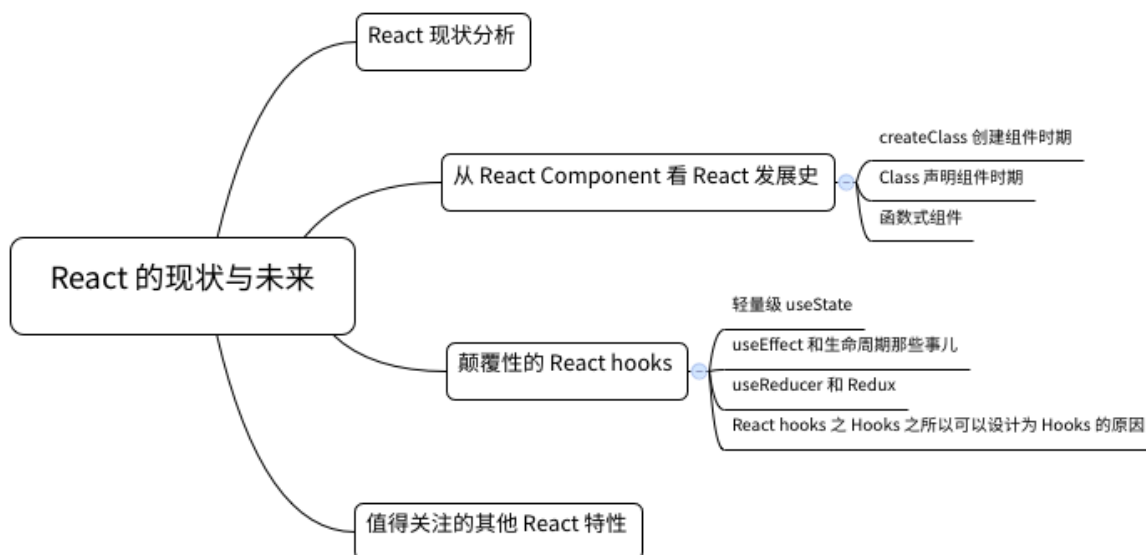 React 现状分析
从 React Component 看 React 发展史
createClass 创建组件时期
Class 声明组件时期
函数式组件
React 的现状与未来
颠覆性的 React hooks
轻量级 useState
useEffect 和生命周期那些事儿
useReducer 和 Redux
React hooks 之 Hooks 之所以可以设计为 Hooks 的原因
值得关注的其他 React 特性